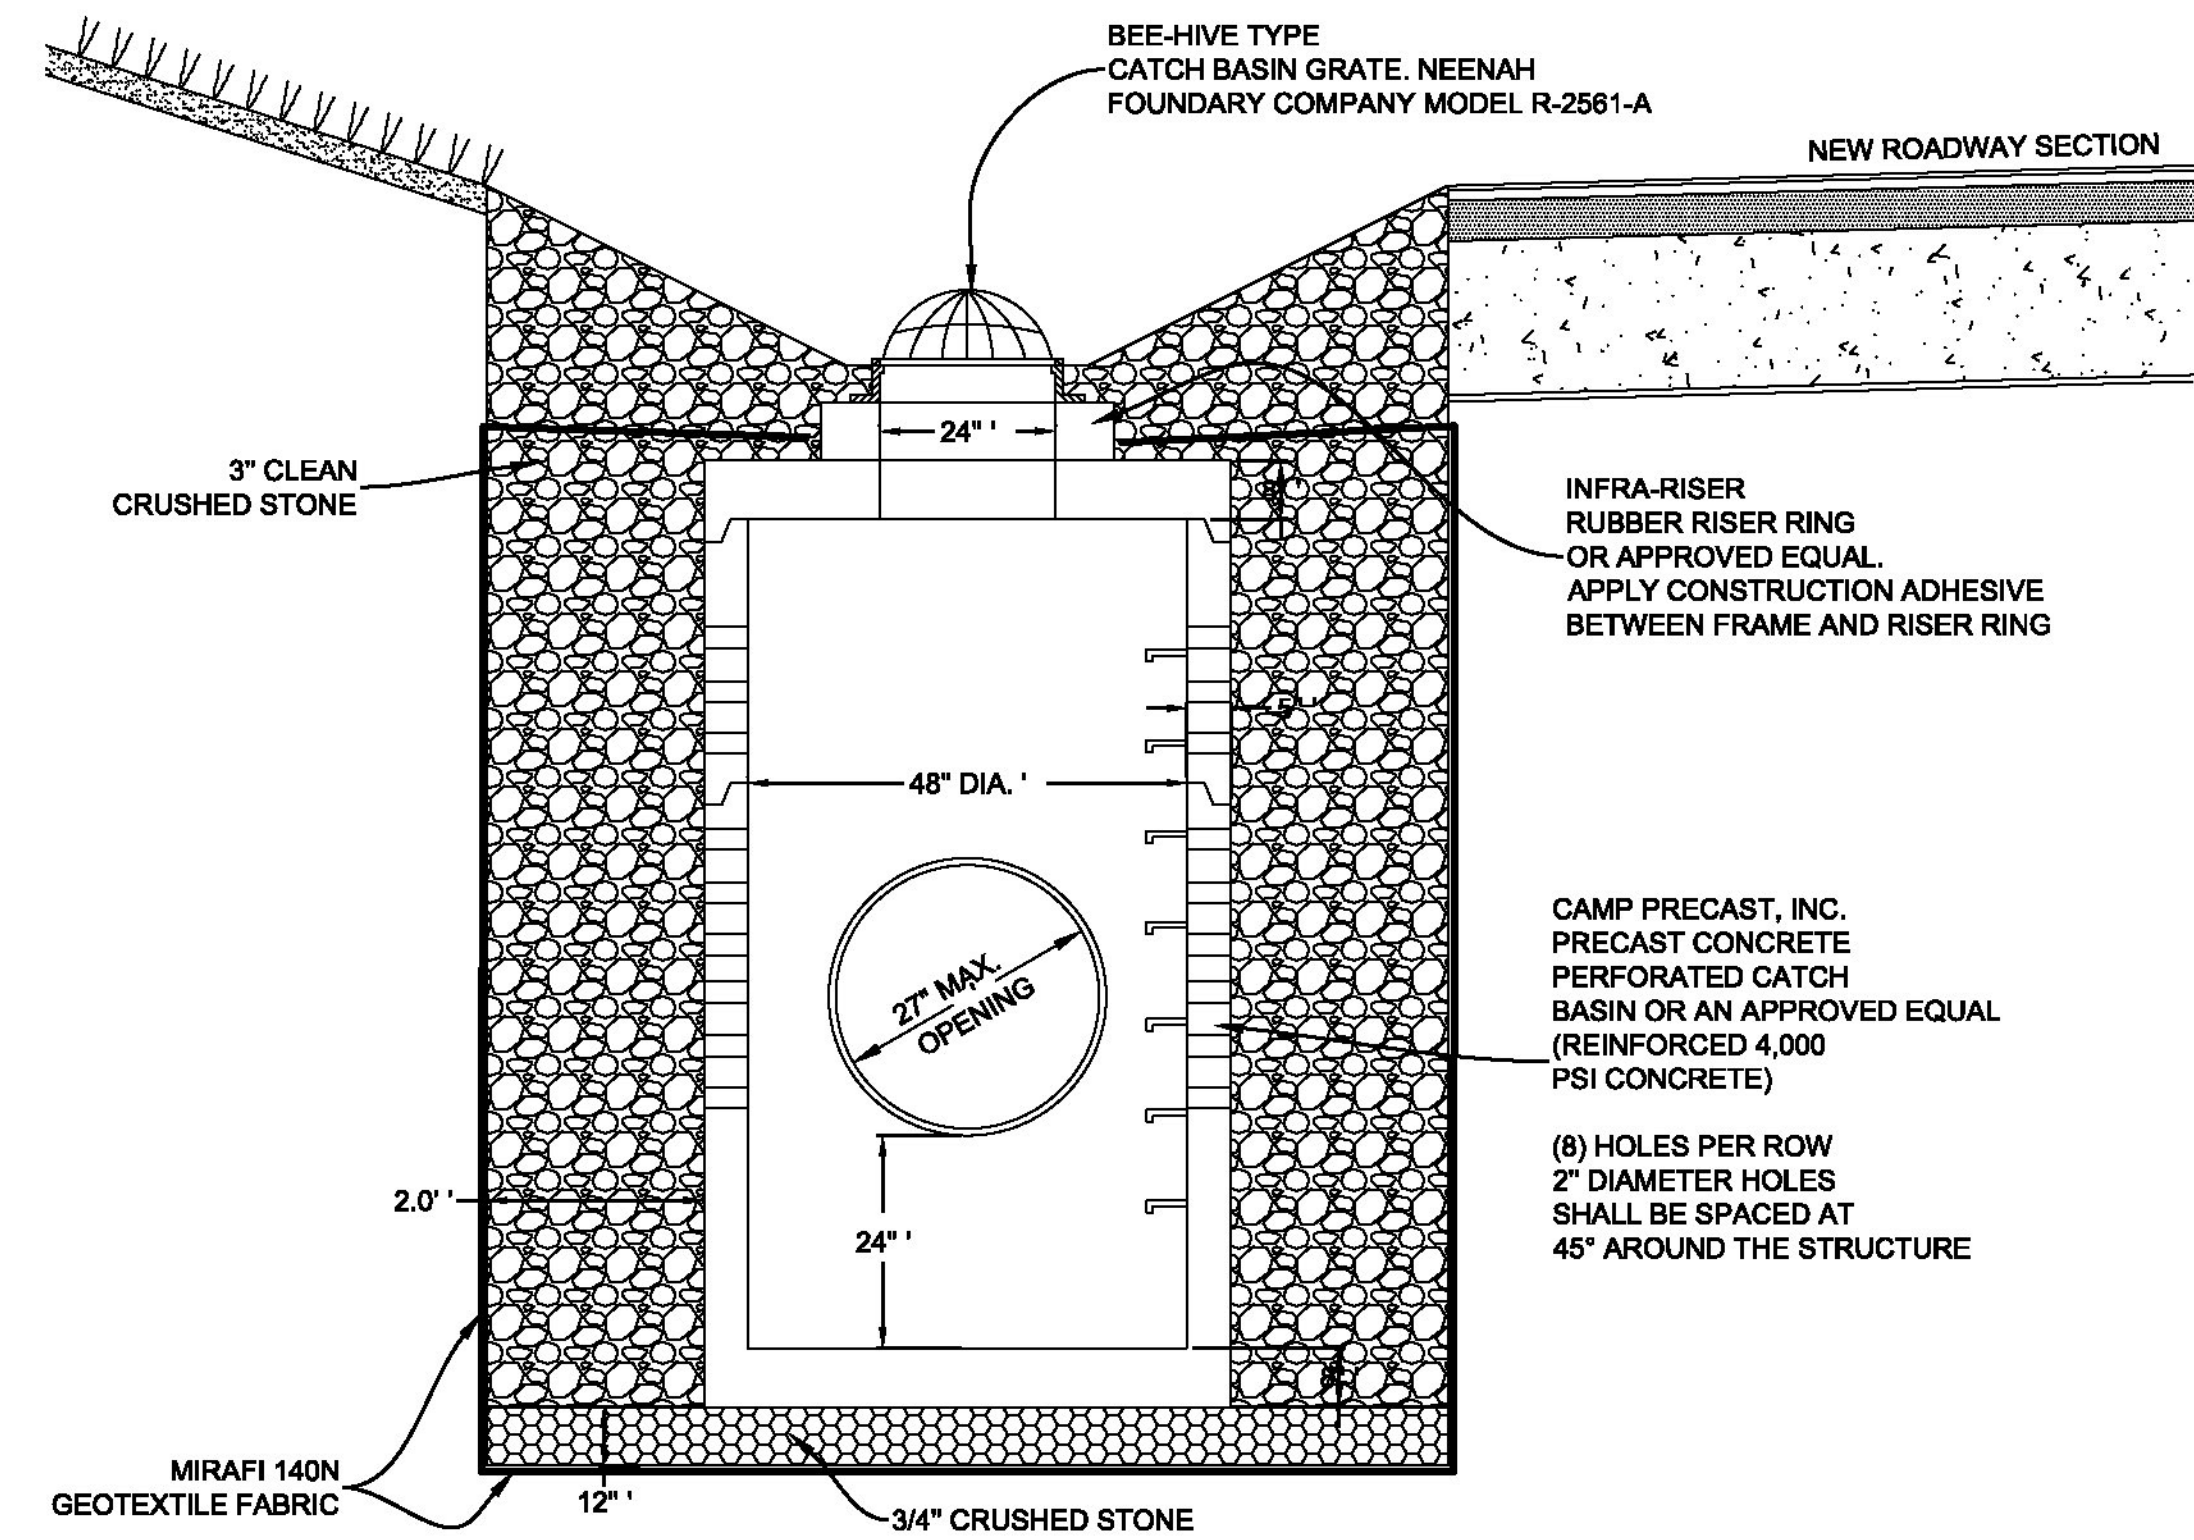 BEE-HIVE TYPE
CATCH BASIN GRATE. NEENAH
FOUNDARY COMPANY MODEL R-2561-A
NEW ROADWAY SECTION
24" '
3" CLEAN
CRUSHED STONE
8" '
INFRA-RISER
RUBBER RISER RING
OR APPROVED EQUAL.
APPLY CONSTRUCTION ADHESIVE
BETWEEN FRAME AND RISER RING
5" '
48" DIA. '
27" MAX.
OPENING
CAMP PRECAST, INC.
PRECAST CONCRETE
PERFORATED CATCH
BASIN OR AN APPROVED EQUAL
(REINFORCED 4,000
PSI CONCRETE)
(8) HOLES PER ROW
2" DIAMETER HOLES
SHALL BE SPACED AT
45° AROUND THE STRUCTURE
2.0' '
24" '
MIRAFI 140N
GEOTEXTILE FABRIC
12" '
3/4" CRUSHED STONE